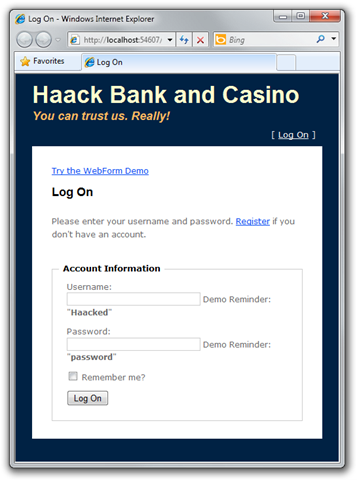 Log On - Windows Internet Explorer
http://localhost:54607/
Bing
Favorites
Log On
Haack Bank and Casino
You can trust us. Really!
[ Log On ]
Try the WebForm Demo
Log On
Please enter your username and password. Register if you
don't have an account.
Account Information
Username:
Demo Reminder:
"Haacked"
Password:
Demo Reminder:
"password"
Remember me?
Log On